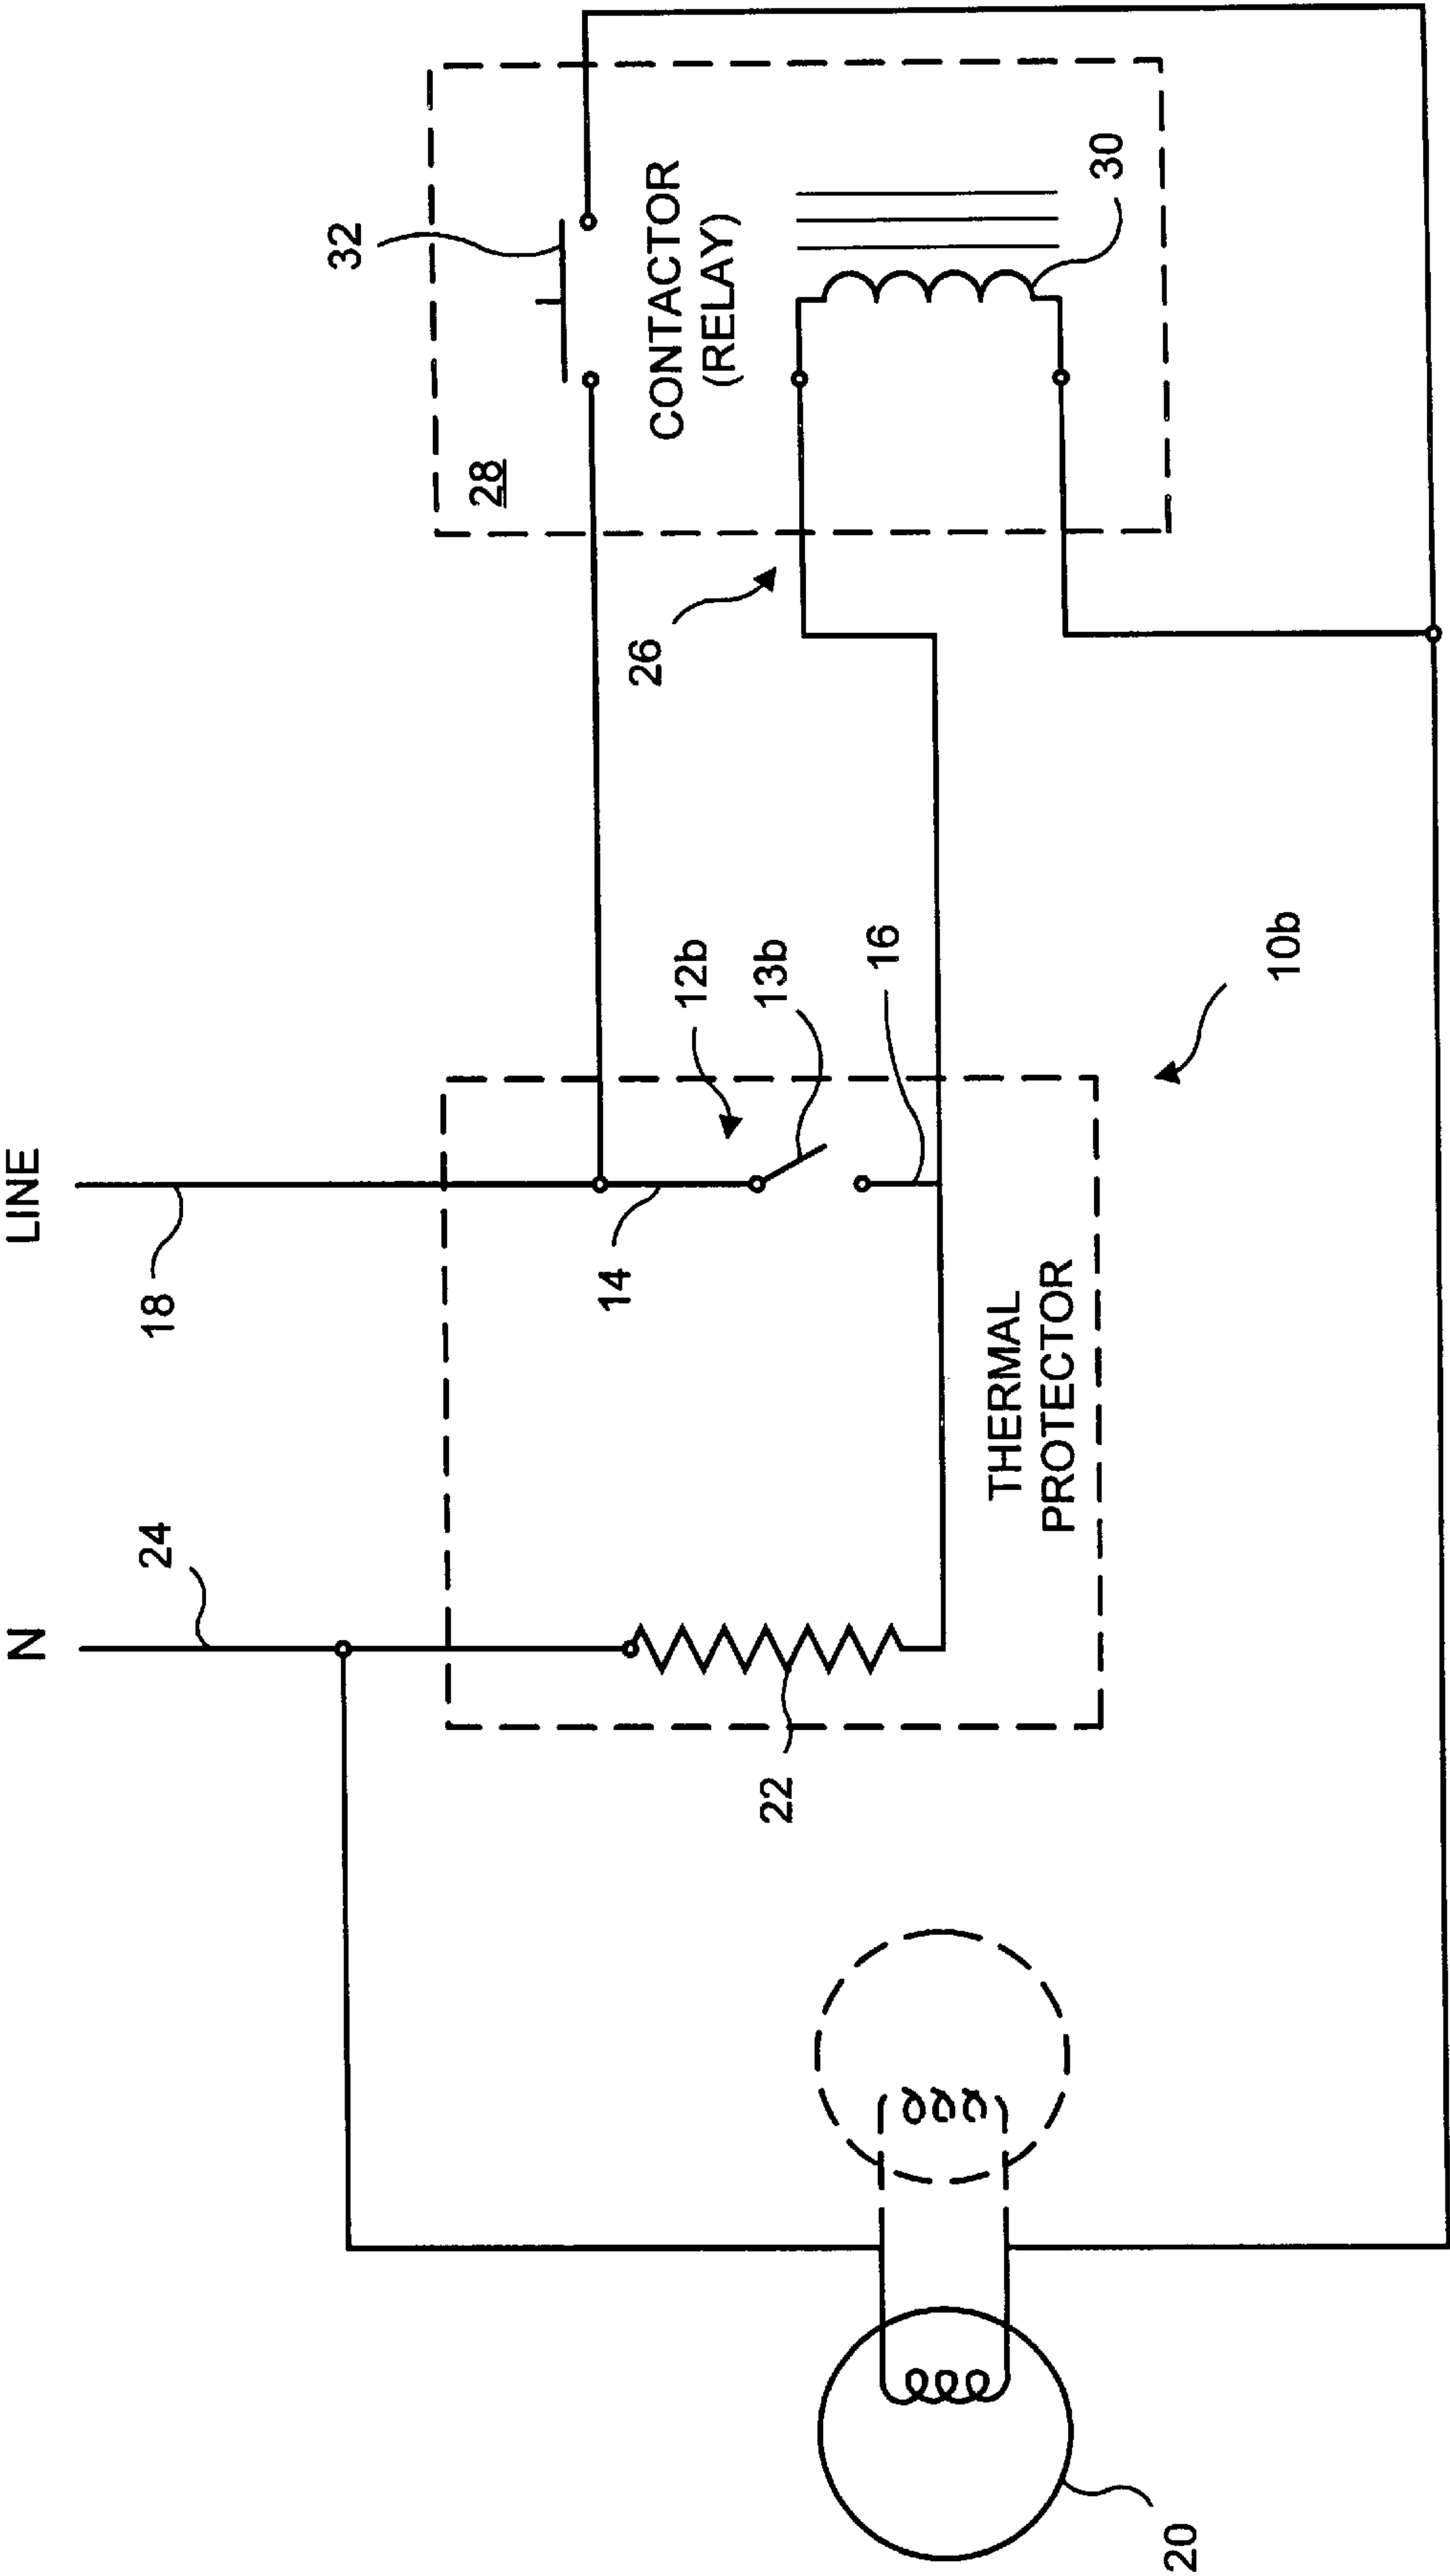 N
LINE
24
18
32
28
CONTACTOR
(RELAY)
30
26
14
12b
13b
16
10b
THERMAL
PROTECTOR
22
20